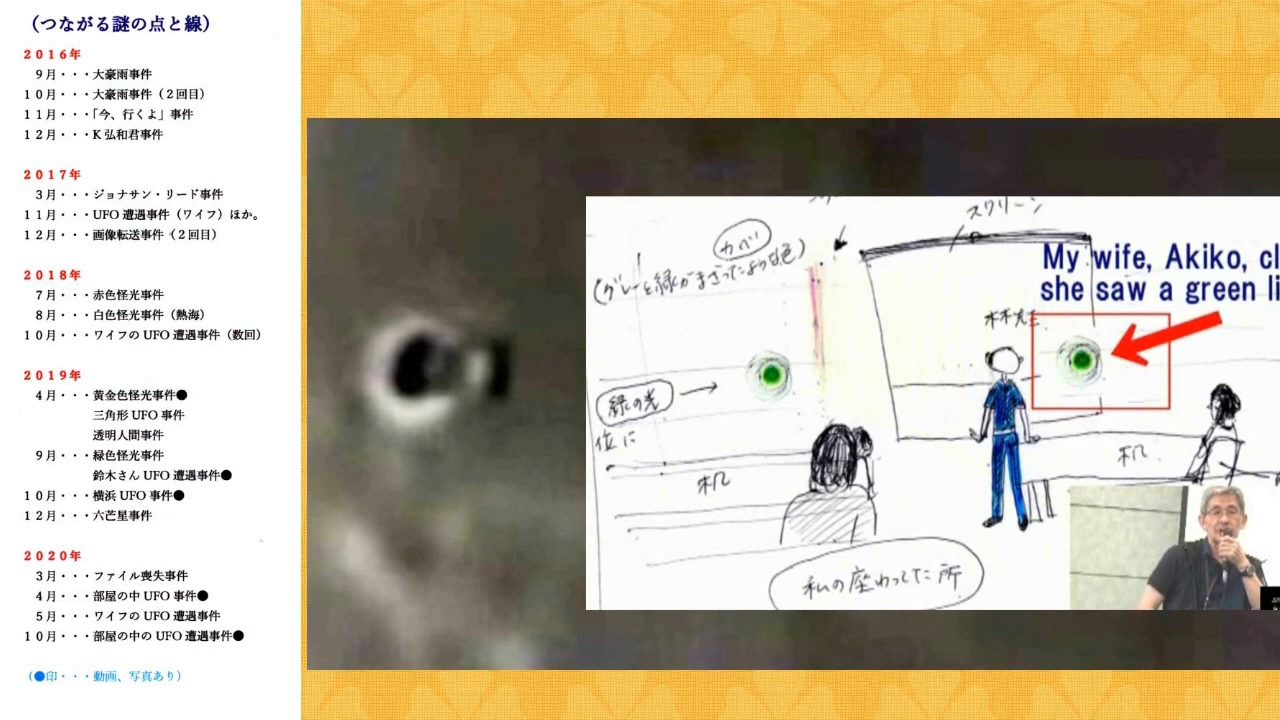 （つながる謎の点と線）
２０１６年
９月・・・大豪雨事件
１０月・・・大豪雨事件（２回目）
１１月・・・「今、行くよ」事件
１２月・・・K 弘和君事件
２０１７年
３月・・・ジョナサン・リード事件
１１月・・・UFO 遭遇事件（ワイフ）ほか。
１２月・・・画像転送事件（２回目）
２０１８年
７月・・・赤色怪光事件
８月・・・白色怪光事件（熱海）
１０月・・・ワイフの UFO 遭遇事件（数回）
２０１９年
４月・・・黄金色怪光事件●
三角形 UFO 事件
透明人間事件
９月・・・緑色怪光事件
鈴木さん UFO 遭遇事件●
１０月・・・横浜 UFO 事件●
１２月・・・六芒星事件
２０２０年
３月・・・ファイル喪失事件
４月・・・部屋の中 UFO 事件●
５月・・・ワイフの UFO 遭遇事件
１０月・・・部屋の中の UFO 遭遇事件●
（●印・・・動画、写真あり）
スクリーン
カベ
(グレーと緑がまざったような色)
My wife, Akiko, cl
she saw a green li
緑の光
位に
机
机
私の座わってた所